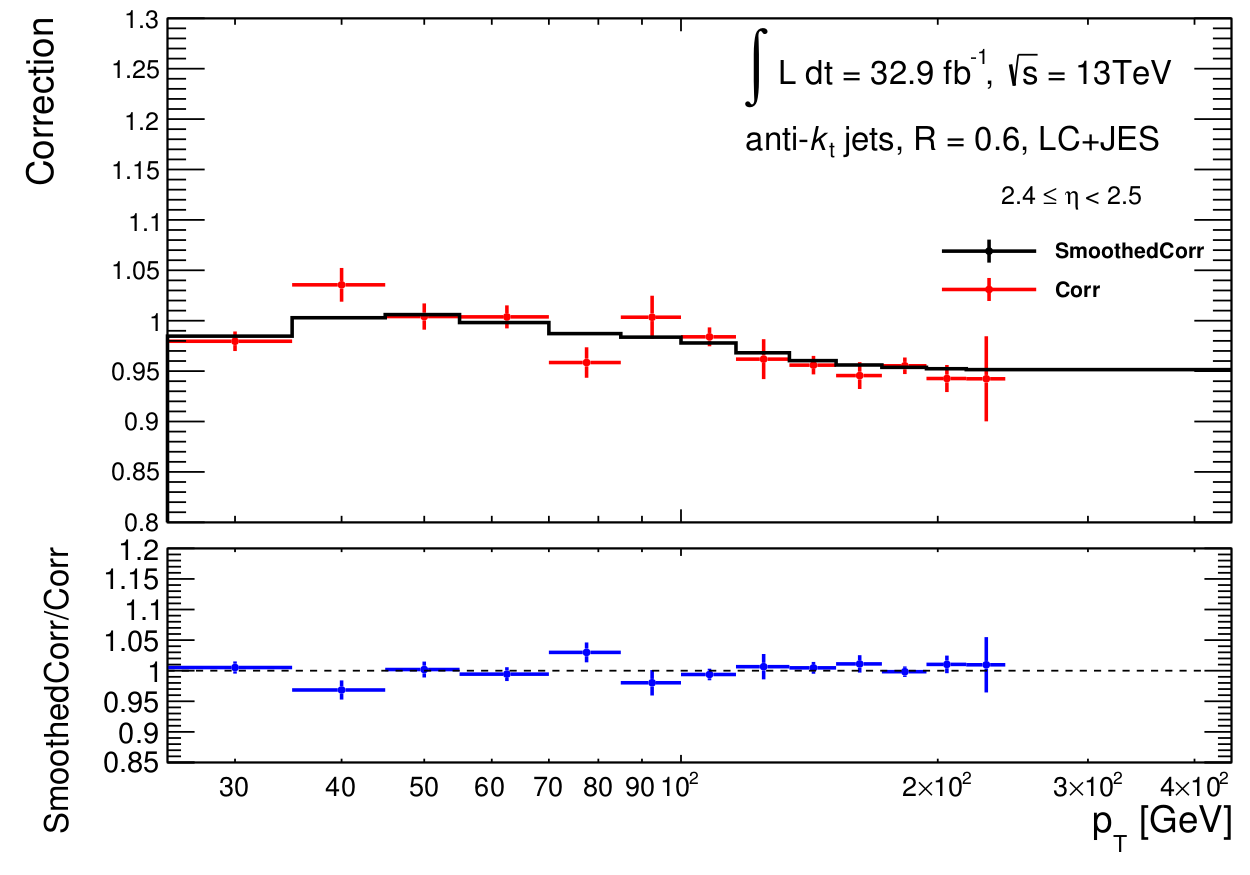 Correction
1.3
1.25
1.2
1.15
1.1
1.05
1
0.95
0.9
0.85
0.8
∫ L dt = 32.9 fb⁻¹, √s = 13TeV
anti-kₜ jets, R = 0.6, LC+JES
2.4 ≤ η < 2.5
SmoothedCorr
Corr
SmoothedCorr/Corr
1.2
1.15
1.1
1.05
1
0.95
0.9
0.85
30 40 50 60 70 80 90 10² 2×10² 3×10² 4×10²
p_T [GeV]